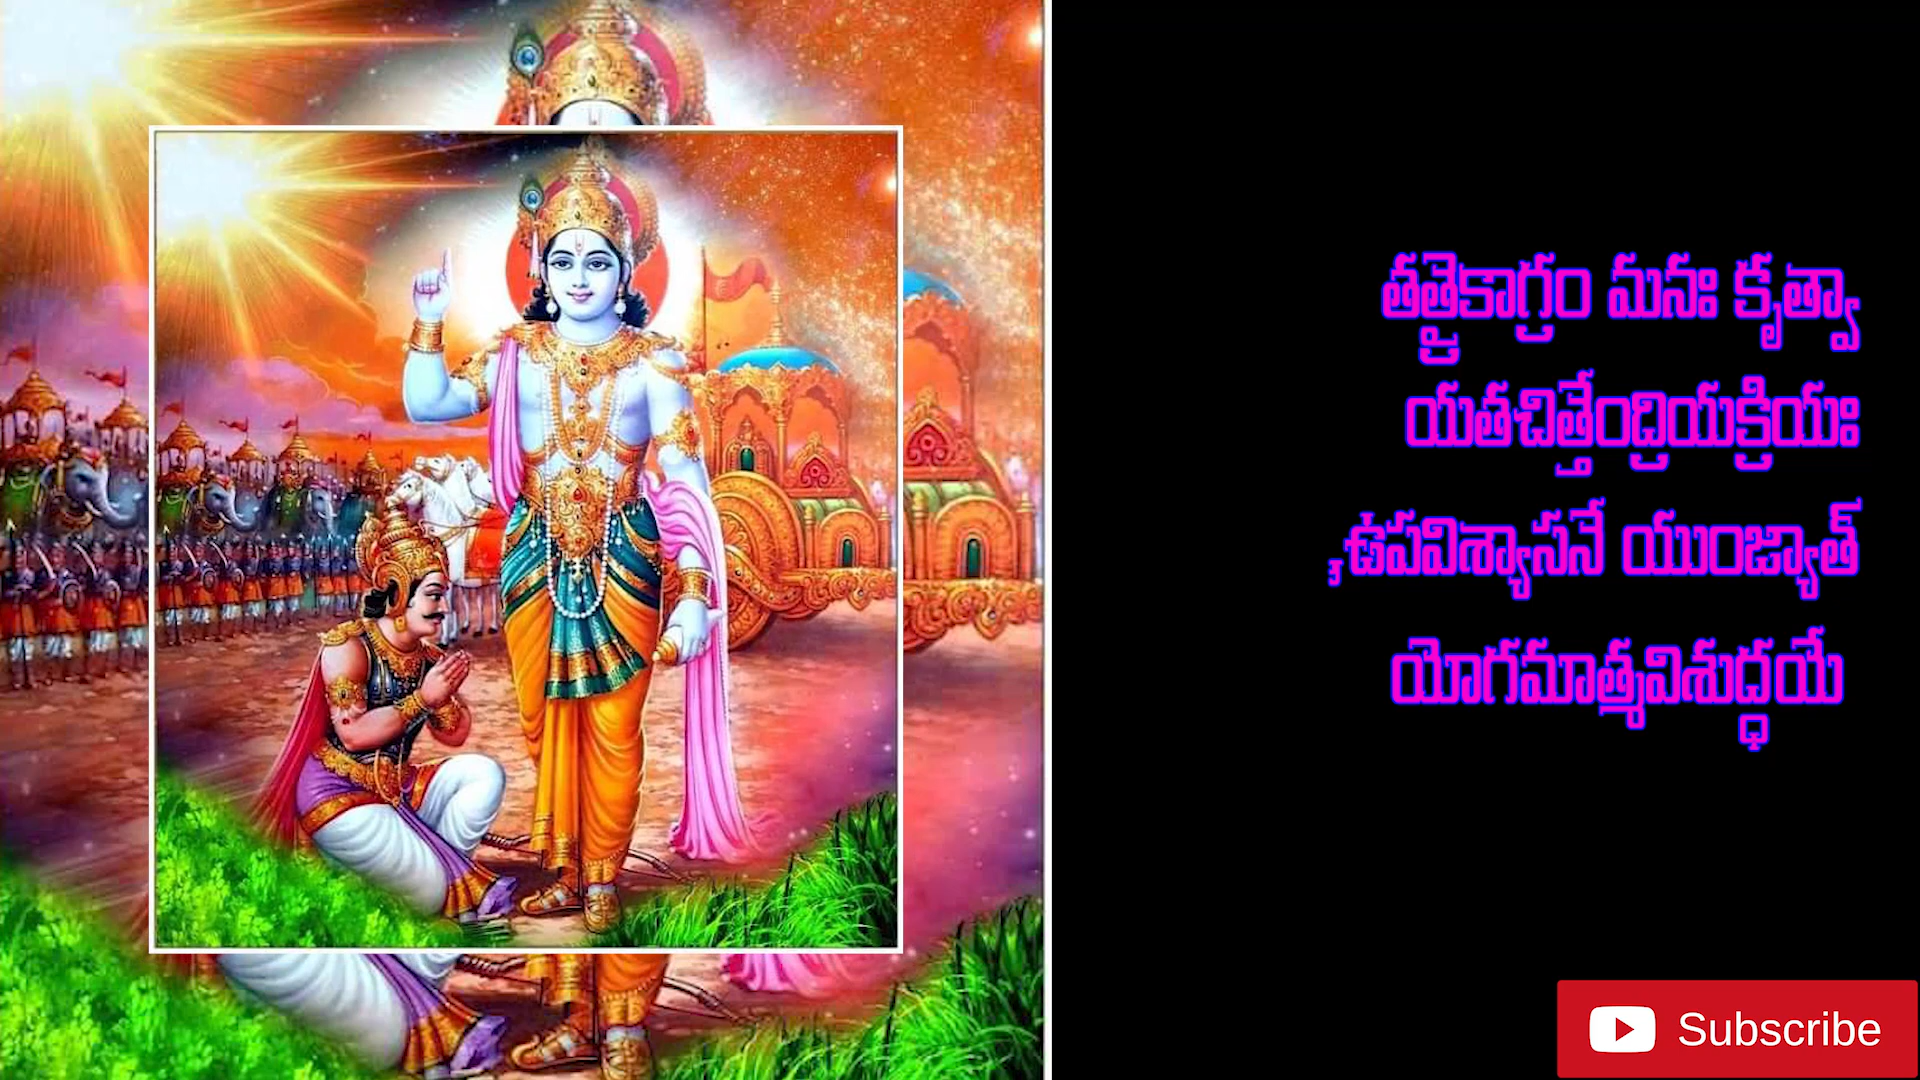 తత్రైకాగ్రం మనః కృత్వా
యతచిత్తేంద్రియక్రియః
,ఉపవిశ్యాసనే యుంజ్యాత్
యోగమాత్మవిశుద్ధయే
Subscribe